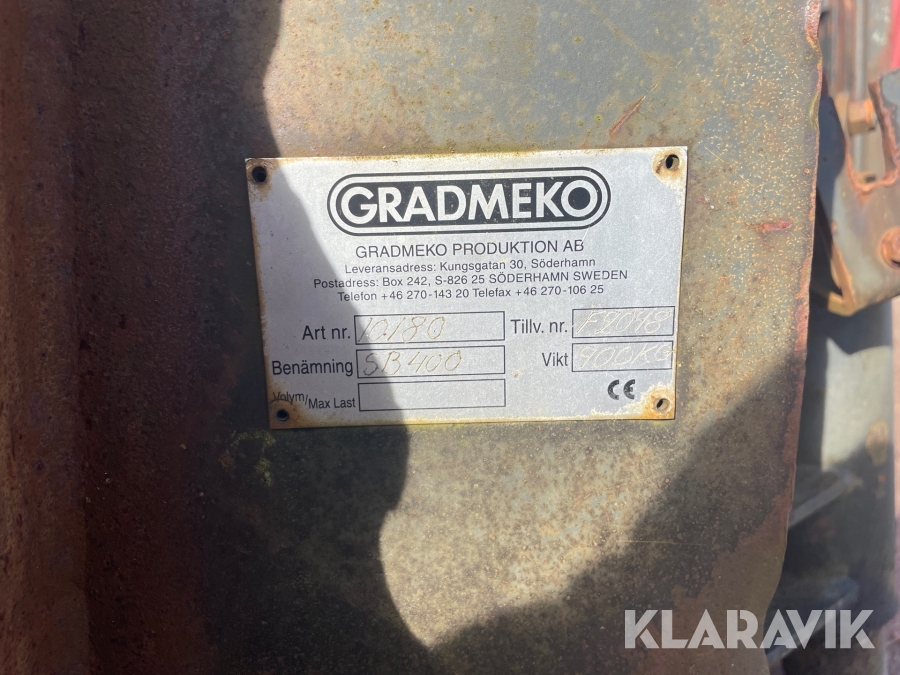 GRADMEKO
GRADMEKO PRODUKTION AB
Leveransadress: Kungsgatan 30, Söderhamn
Postadress: Box 242, S-826 25 SÖDERHAMN SWEDEN
Telefon +46 270-143 20 Telefax +46 270-106 25
Art nr. 10180 Tillv. nr. F2048
Benämning SB400 Vikt 900KG
Volym/Max Last CE
KLARAVIK